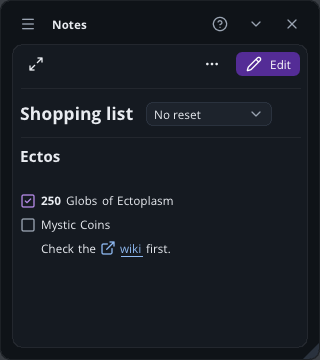 Notes
Edit
Shopping list No reset
Ectos
250 Globs of Ectoplasm
Mystic Coins
Check the wiki first.